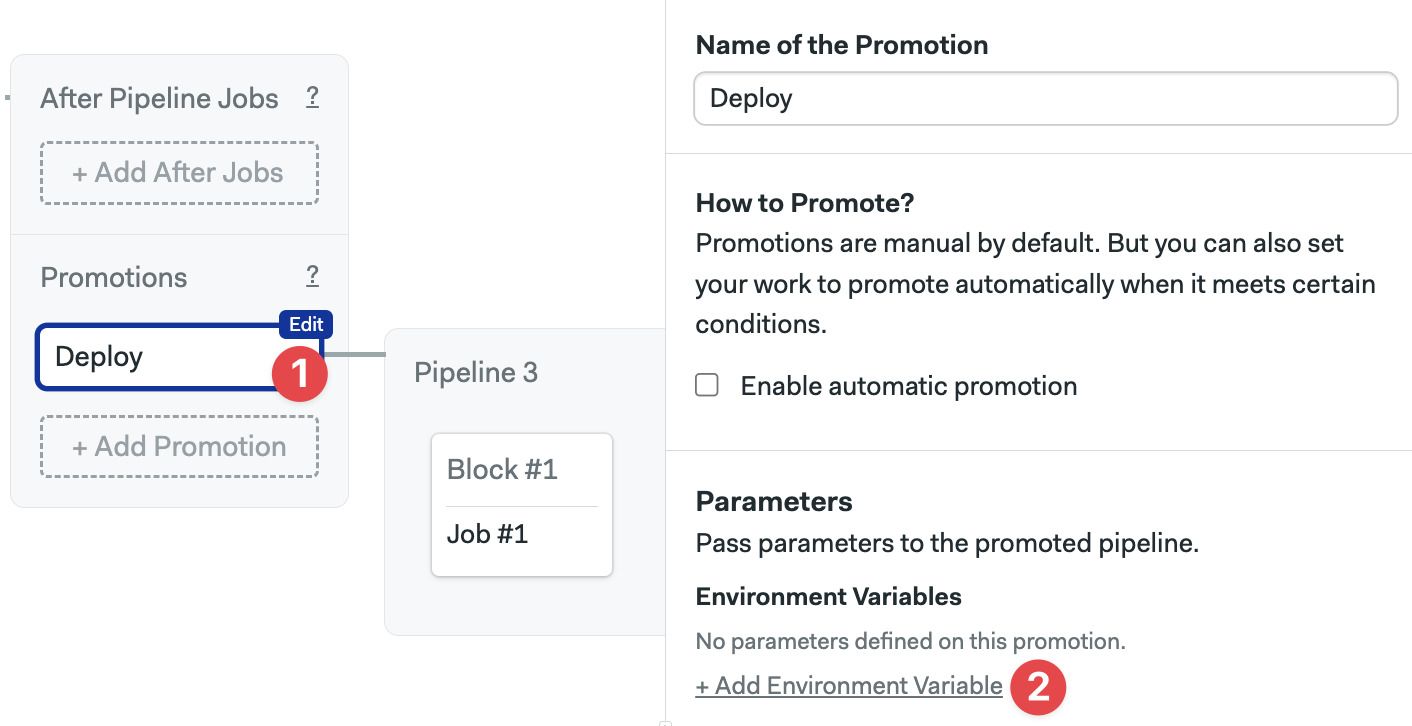 After Pipeline Jobs ?
+ Add After Jobs
Promotions ?
Edit
Deploy
1
+ Add Promotion
Pipeline 3
Block #1
Job #1
Name of the Promotion
Deploy
How to Promote?
Promotions are manual by default. But you can also set
your work to promote automatically when it meets certain
conditions.
Enable automatic promotion
Parameters
Pass parameters to the promoted pipeline.
Environment Variables
No parameters defined on this promotion.
+ Add Environment Variable
2